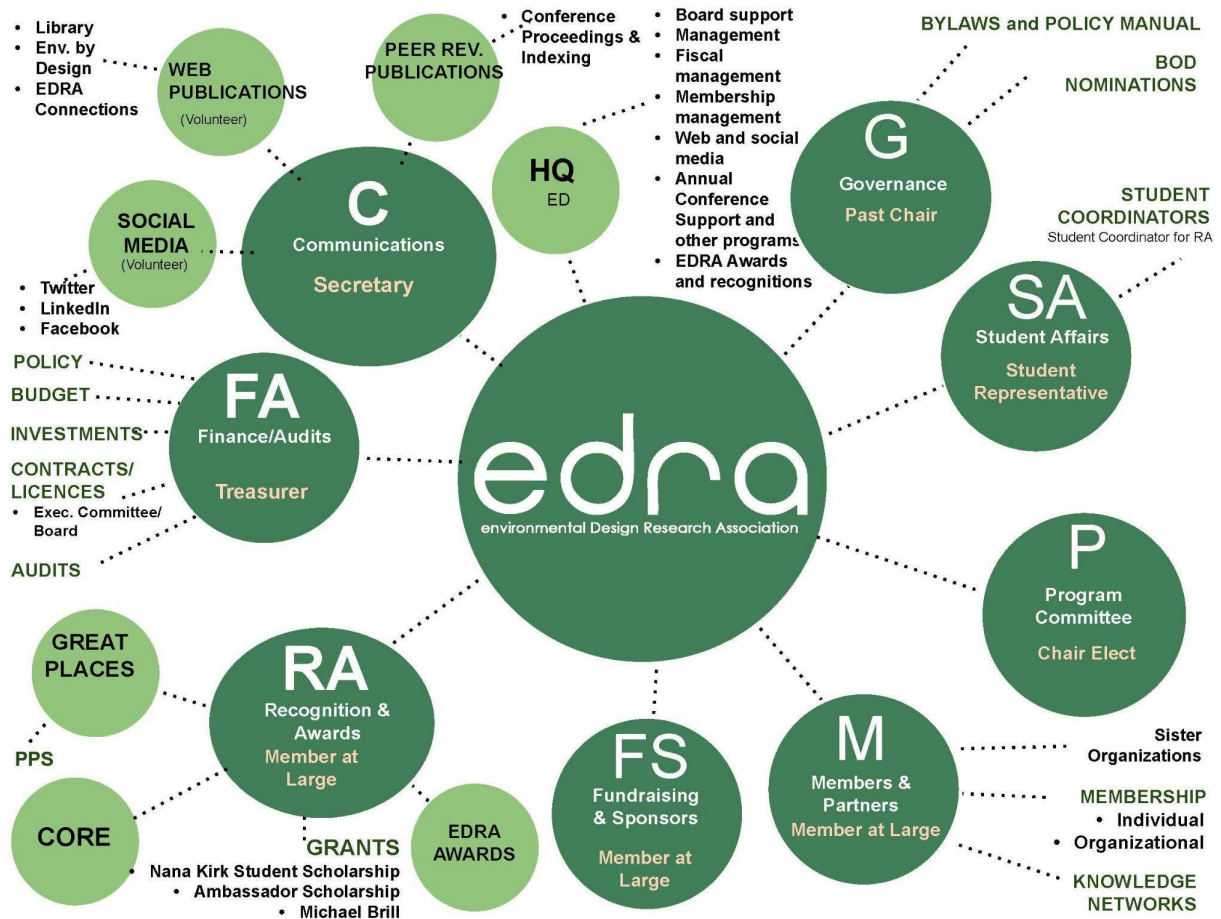 • Library
• Env. by
Design
• EDRA
Connections
WEB
PUBLICATIONS
(Volunteer)
PEER REV.
PUBLICATIONS
• Conference
Proceedings &
Indexing
• Board support
• Management
• Fiscal
management
• Membership
management
• Web and social
media
• Annual
Conference
Support and
other programs
• EDRA Awards
and recognitions
BYLAWS and POLICY MANUAL
BOD
NOMINATIONS
G
Governance
Past Chair
HQ
ED
C
Communications
Secretary
SOCIAL
MEDIA
(Volunteer)
• Twitter
• LinkedIn
• Facebook
STUDENT
COORDINATORS
Student Coordinator for RA
SA
Student Affairs
Student
Representative
POLICY
BUDGET
INVESTMENTS
CONTRACTS/
LICENCES
• Exec. Committee/
Board
AUDITS
FA
Finance/Audits
Treasurer
edra
environmental Design Research Association
P
Program
Committee
Chair Elect
GREAT
PLACES
PPS
CORE
RA
Recognition &
Awards
Member at
Large
GRANTS
• Nana Kirk Student Scholarship
• Ambassador Scholarship
• Michael Brill
EDRA
AWARDS
FS
Fundraising
& Sponsors
Member at
Large
M
Members &
Partners
Member at Large
Sister
Organizations
MEMBERSHIP
• Individual
• Organizational
KNOWLEDGE
NETWORKS